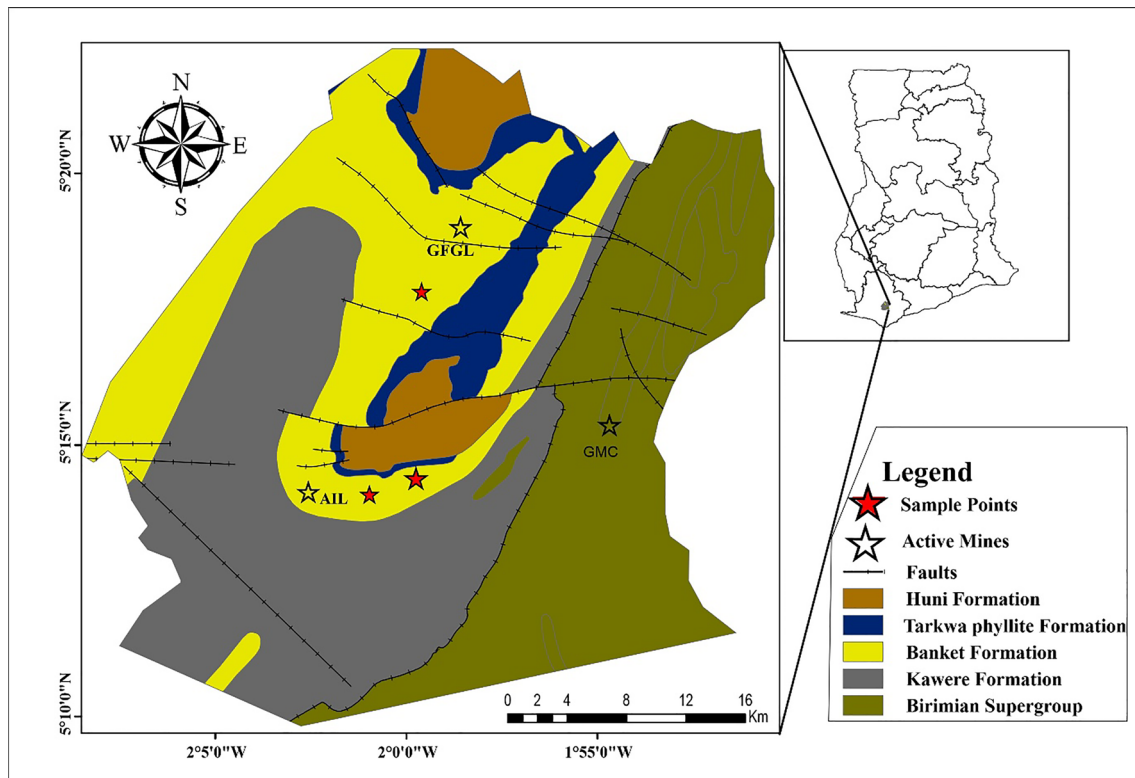 N
W E
S
5°20'0"N
5°15'0"N
5°10'0"N
GFGL
GMC
AIL
0 2 4 8 12 16
Km
2°5'0"W 2°0'0"W 1°55'0"W
Legend
Sample Points
Active Mines
Faults
Huni Formation
Tarkwa phyllite Formation
Banket Formation
Kawere Formation
Birimian Supergroup